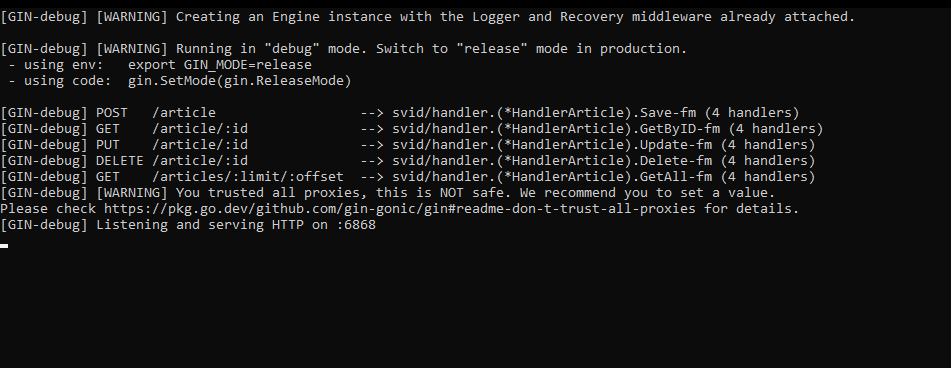 [GIN-debug] [WARNING] Creating an Engine instance with the Logger and Recovery middleware already attached.
[GIN-debug] [WARNING] Running in "debug" mode. Switch to "release" mode in production.
 - using env:   export GIN_MODE=release
 - using code:  gin.SetMode(gin.ReleaseMode)
[GIN-debug] POST   /article                  --> svid/handler.(*HandlerArticle).Save-fm (4 handlers)
[GIN-debug] GET    /article/:id              --> svid/handler.(*HandlerArticle).GetByID-fm (4 handlers)
[GIN-debug] PUT    /article/:id              --> svid/handler.(*HandlerArticle).Update-fm (4 handlers)
[GIN-debug] DELETE /article/:id              --> svid/handler.(*HandlerArticle).Delete-fm (4 handlers)
[GIN-debug] GET    /articles/:limit/:offset  --> svid/handler.(*HandlerArticle).GetAll-fm (4 handlers)
[GIN-debug] [WARNING] You trusted all proxies, this is NOT safe. We recommend you to set a value.
Please check https://pkg.go.dev/github.com/gin-gonic/gin#readme-don-t-trust-all-proxies for details.
[GIN-debug] Listening and serving HTTP on :6868